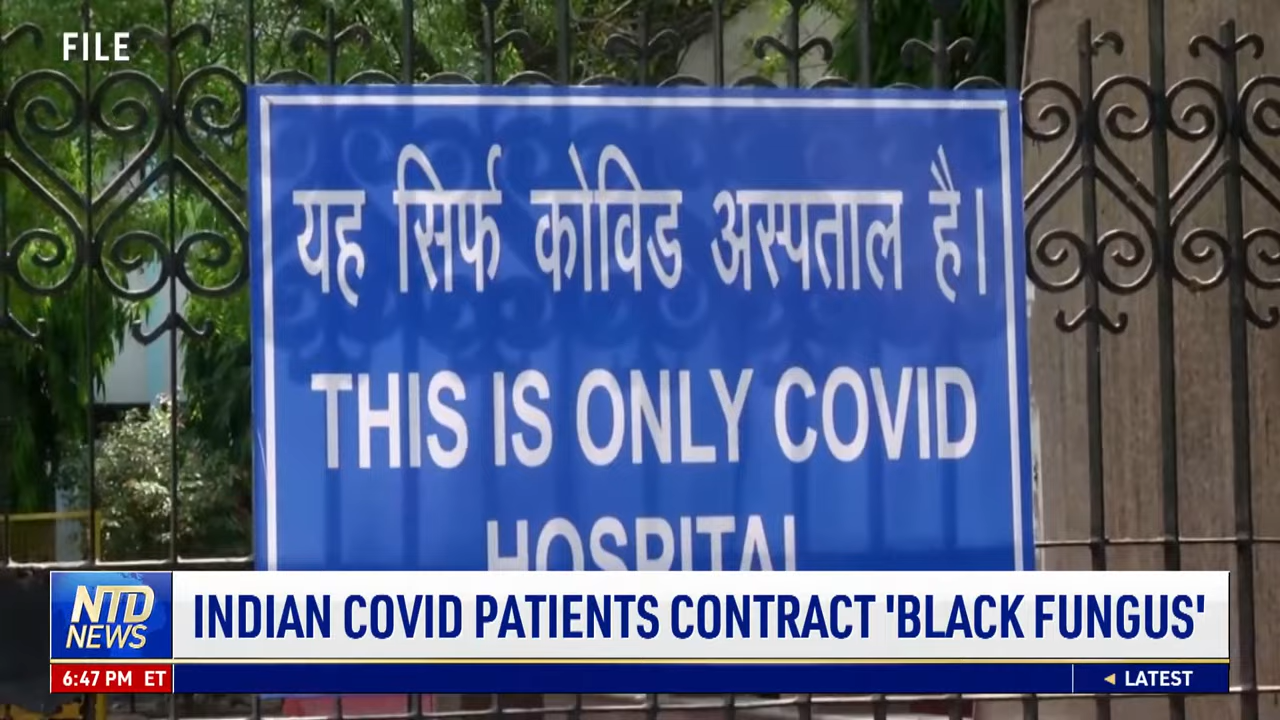 FILE
यह सिर्फ कोविड अस्पताल है।
THIS IS ONLY COVID
HOSPITAL
NTD
NEWS
INDIAN COVID PATIENTS CONTRACT 'BLACK FUNGUS'
6:47 PM ET
LATEST